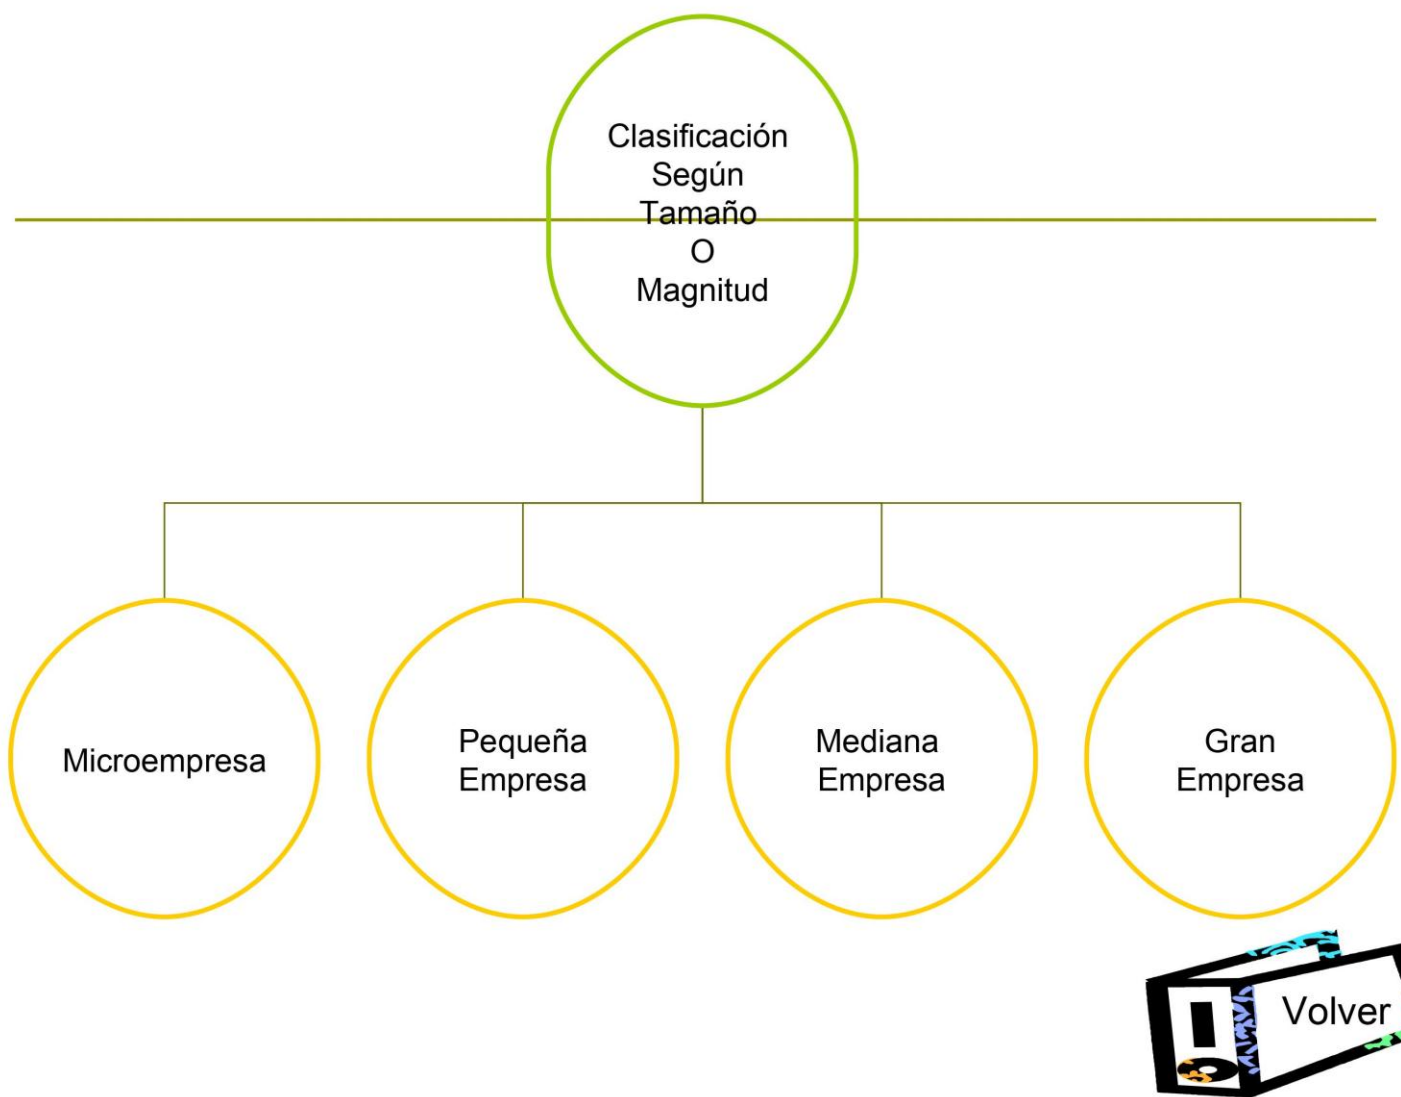 Clasificación
Según
Tamaño
O
Magnitud
Microempresa
Pequeña
Empresa
Mediana
Empresa
Gran
Empresa
Volver